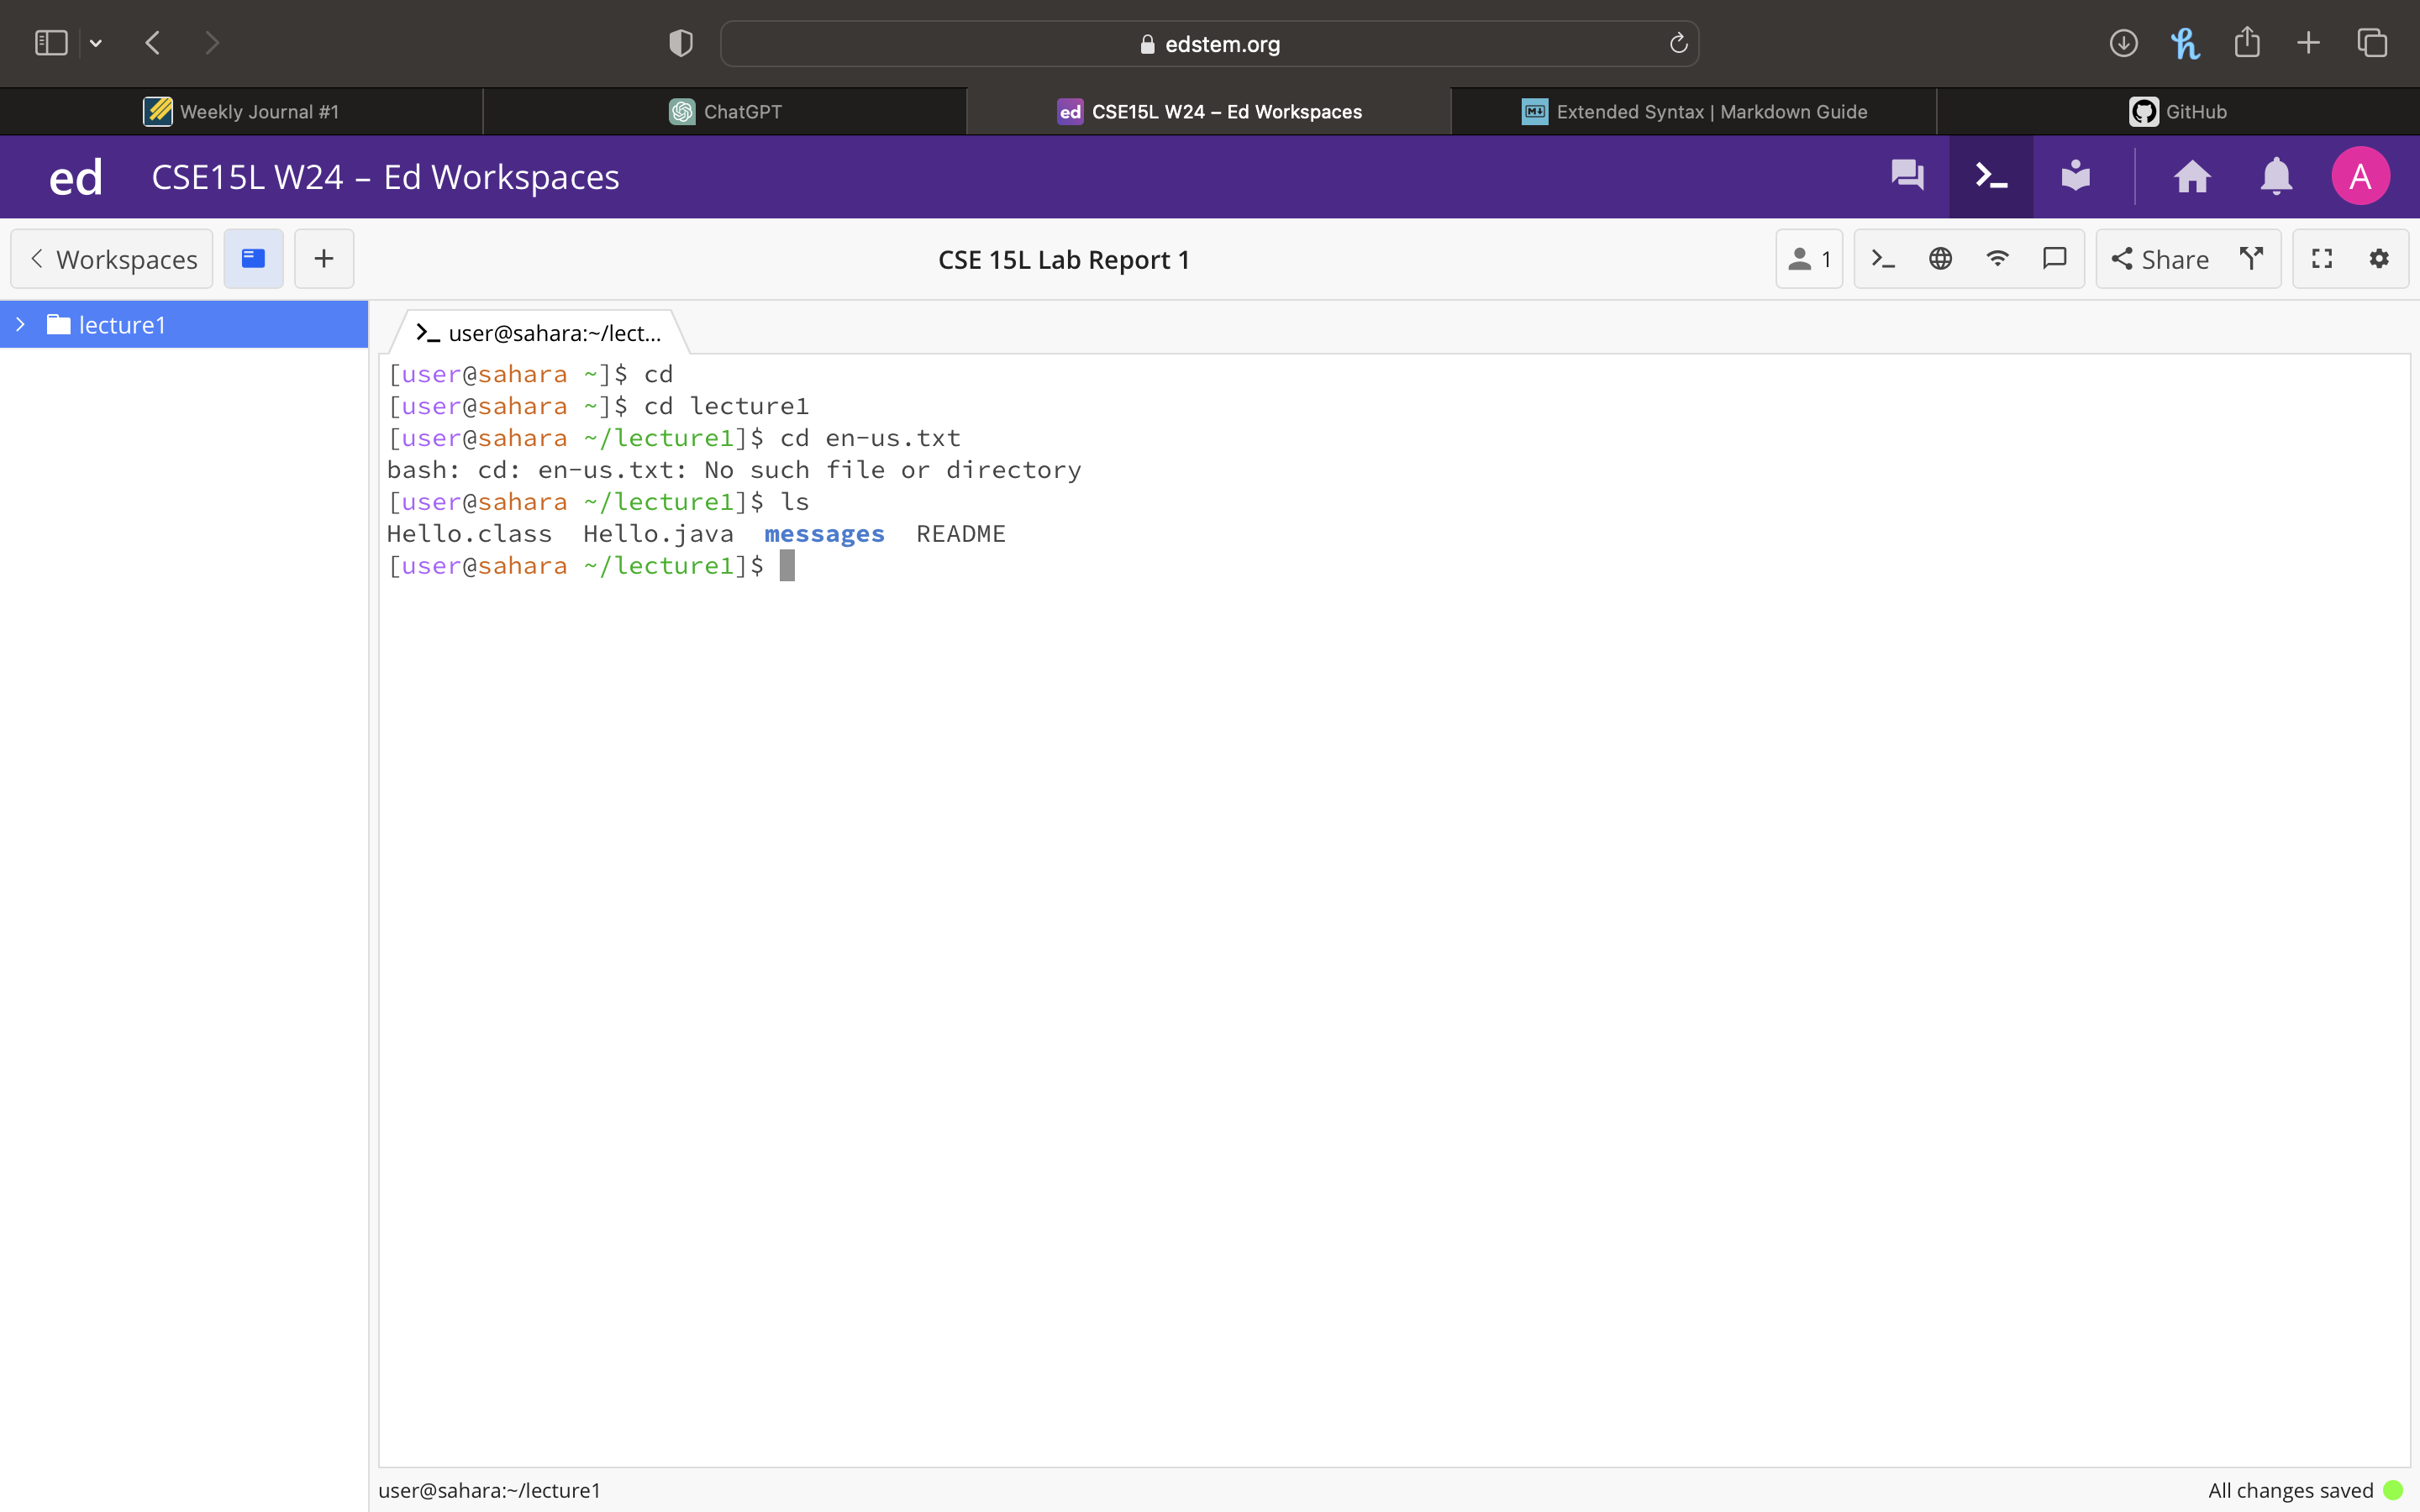 edstem.org
Weekly Journal #1
ChatGPT
ed CSE15L W24 – Ed Workspaces
Extended Syntax | Markdown Guide
GitHub
ed CSE15L W24 – Ed Workspaces
A
Workspaces
CSE 15L Lab Report 1
1
Share
lecture1
user@sahara:~/lect...
[user@sahara ~]$ cd
[user@sahara ~]$ cd lecture1
[user@sahara ~/lecture1]$ cd en-us.txt
bash: cd: en-us.txt: No such file or directory
[user@sahara ~/lecture1]$ ls
Hello.class  Hello.java  messages  README
[user@sahara ~/lecture1]$
user@sahara:~/lecture1
All changes saved